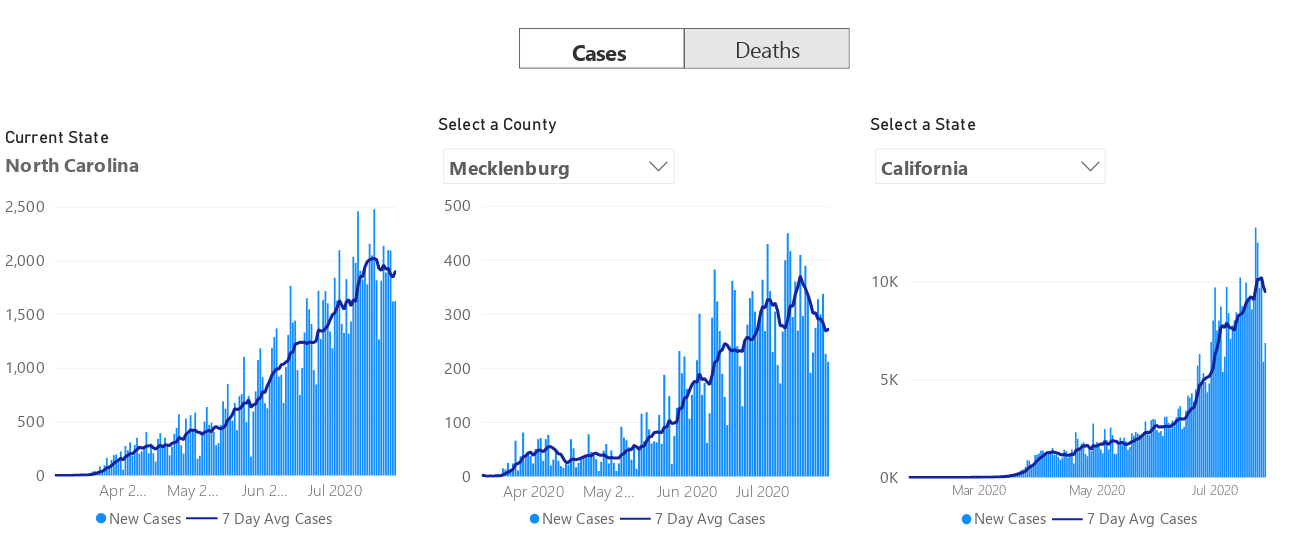 Cases
Deaths
Current State
North Carolina
2,500
2,000
1,500
1,000
500
0
Apr 2... May 2... Jun 2... Jul 2020
New Cases 7 Day Avg Cases
Select a County
Mecklenburg
500
400
300
200
100
0
Apr 2020 May 2... Jun 2020 Jul 2020
New Cases 7 Day Avg Cases
Select a State
California
10K
5K
0K
Mar 2020 May 2020 Jul 2020
New Cases 7 Day Avg Cases